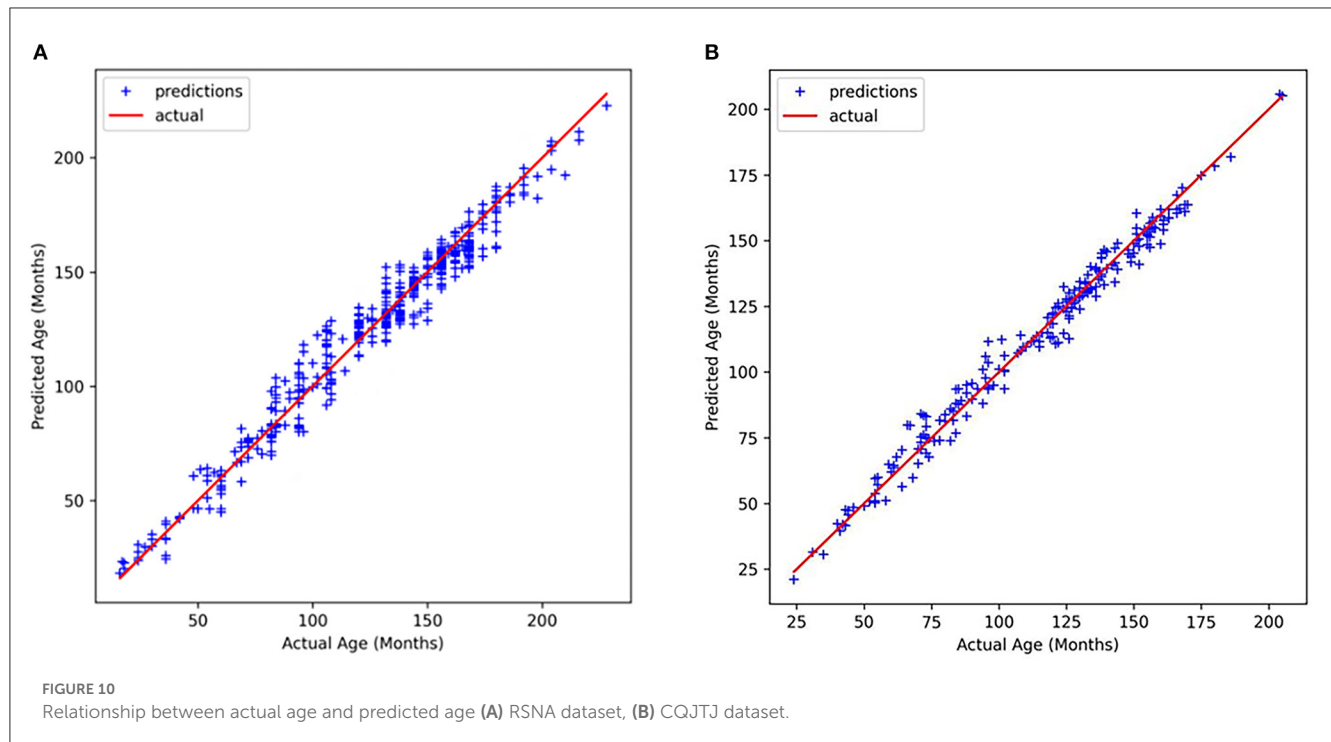 A
predictions
actual
200
150
100
50
Predicted Age (Months)
50 100 150 200
Actual Age (Months)
B
predictions
actual
200
175
150
125
100
75
50
25
Predicted Age (Months)
25 50 75 100 125 150 175 200
Actual Age (Months)
FIGURE 10
Relationship between actual age and predicted age (A) RSNA dataset, (B) CQJTJ dataset.